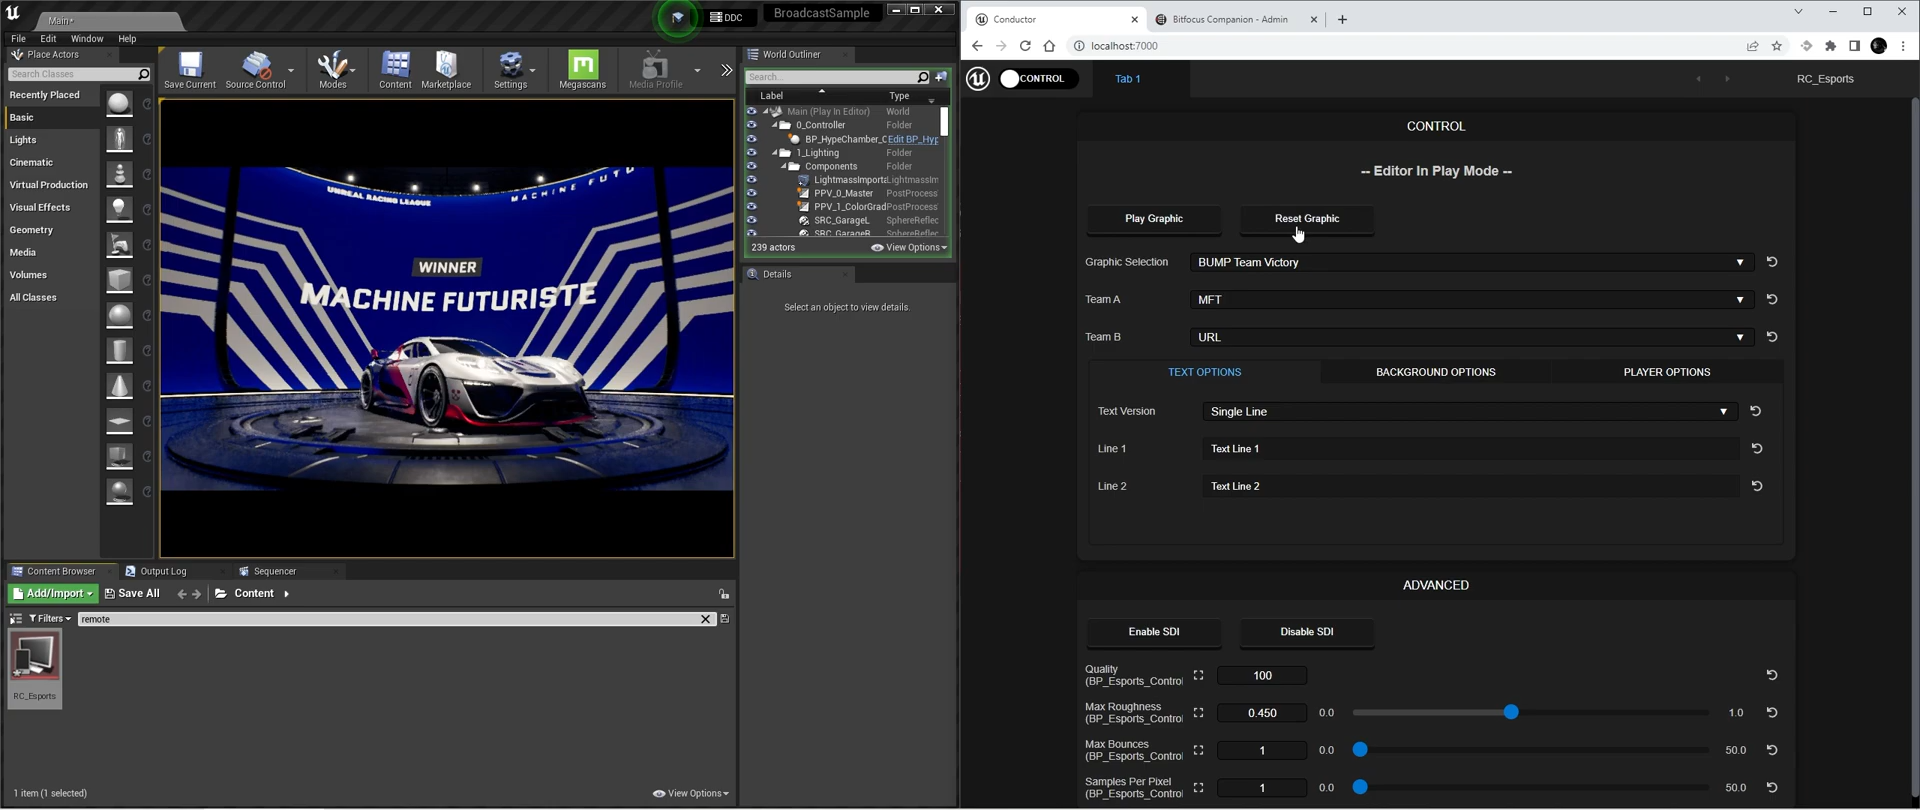 Main*
DDC
BroadcastSample
File Edit Window Help
Place Actors
Search Classes
Recently Placed
Basic
Lights
Cinematic
Virtual Production
Visual Effects
Geometry
Media
Volumes
All Classes
Save Current
Source Control
Modes
Content
Marketplace
Settings
Megascans
Media Profile
UNREAL RACING LEAGUE
MACHINE FUTU
WINNER
MACHINE FUTURISTE
World Outliner
Search...
Label Type
Main (Play In Editor) World
0_Controller Folder
BP_HypeChamber_C Edit BP_Hyp
1_Lighting Folder
Components Folder
LightmassImporta LightmassIm
PPV_0_Master PostProcess
PPV_1_ColorGrad PostProcess
SRC_GarageL SphereReflec
SRC_GarageR SphereReflec
239 actors View Options
Details
Select an object to view details.
Content Browser
Output Log
Sequencer
Add/Import
Save All
Content
Filters
remote
RC_Esports
1 item (1 selected)
View Options
Conductor
Bitfocus Companion - Admin
localhost:7000
CONTROL
Tab 1
RC_Esports
CONTROL
-- Editor In Play Mode --
Play Graphic
Reset Graphic
Graphic Selection BUMP Team Victory
Team A MFT
Team B URL
TEXT OPTIONS
BACKGROUND OPTIONS
PLAYER OPTIONS
Text Version Single Line
Line 1 Text Line 1
Line 2 Text Line 2
ADVANCED
Enable SDI
Disable SDI
Quality
(BP_Esports_Control 100
Max Roughness
(BP_Esports_Control 0.450 0.0 1.0
Max Bounces
(BP_Esports_Control 1 0.0 50.0
Samples Per Pixel
(BP_Esports_Control 1 0.0 50.0